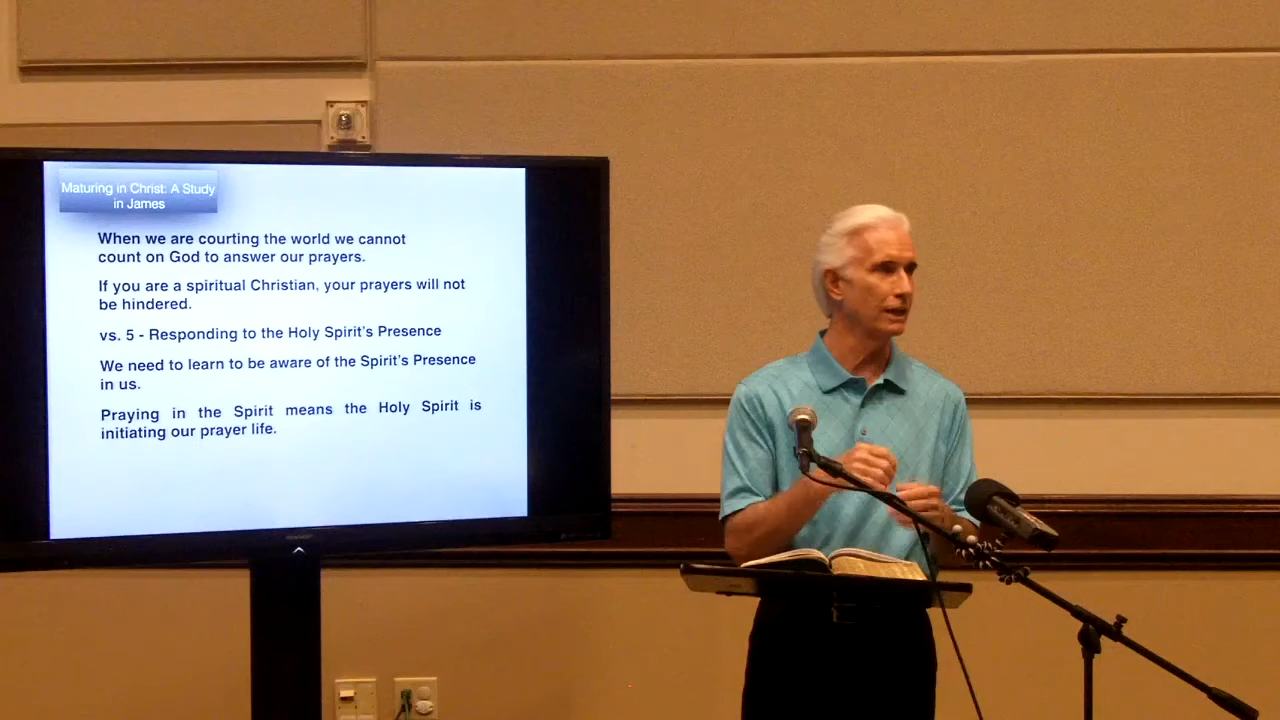 Maturing in Christ: A Study
in James
When we are courting the world we cannot
count on God to answer our prayers.
If you are a spiritual Christian, your prayers will not
be hindered.
vs. 5 - Responding to the Holy Spirit's Presence
We need to learn to be aware of the Spirit's Presence
in us.
Praying in the Spirit means the Holy Spirit is
initiating our prayer life.